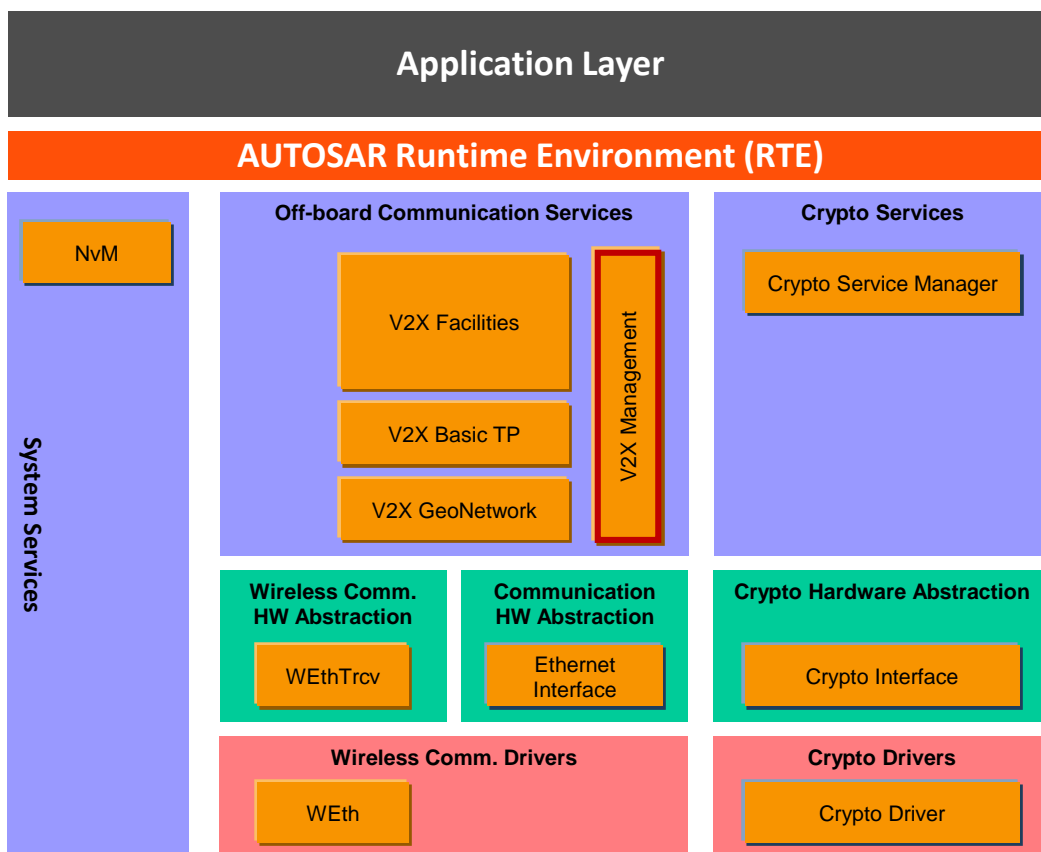 Application Layer
AUTOSAR Runtime Environment (RTE)
System Services
NvM
Off-board Communication Services
V2X Facilities
V2X Basic TP
V2X GeoNetwork
V2X Management
Crypto Services
Crypto Service Manager
Wireless Comm.
HW Abstraction
WEthTrcv
Communication
HW Abstraction
Ethernet
Interface
Crypto Hardware Abstraction
Crypto Interface
Wireless Comm. Drivers
WEth
Crypto Drivers
Crypto Driver